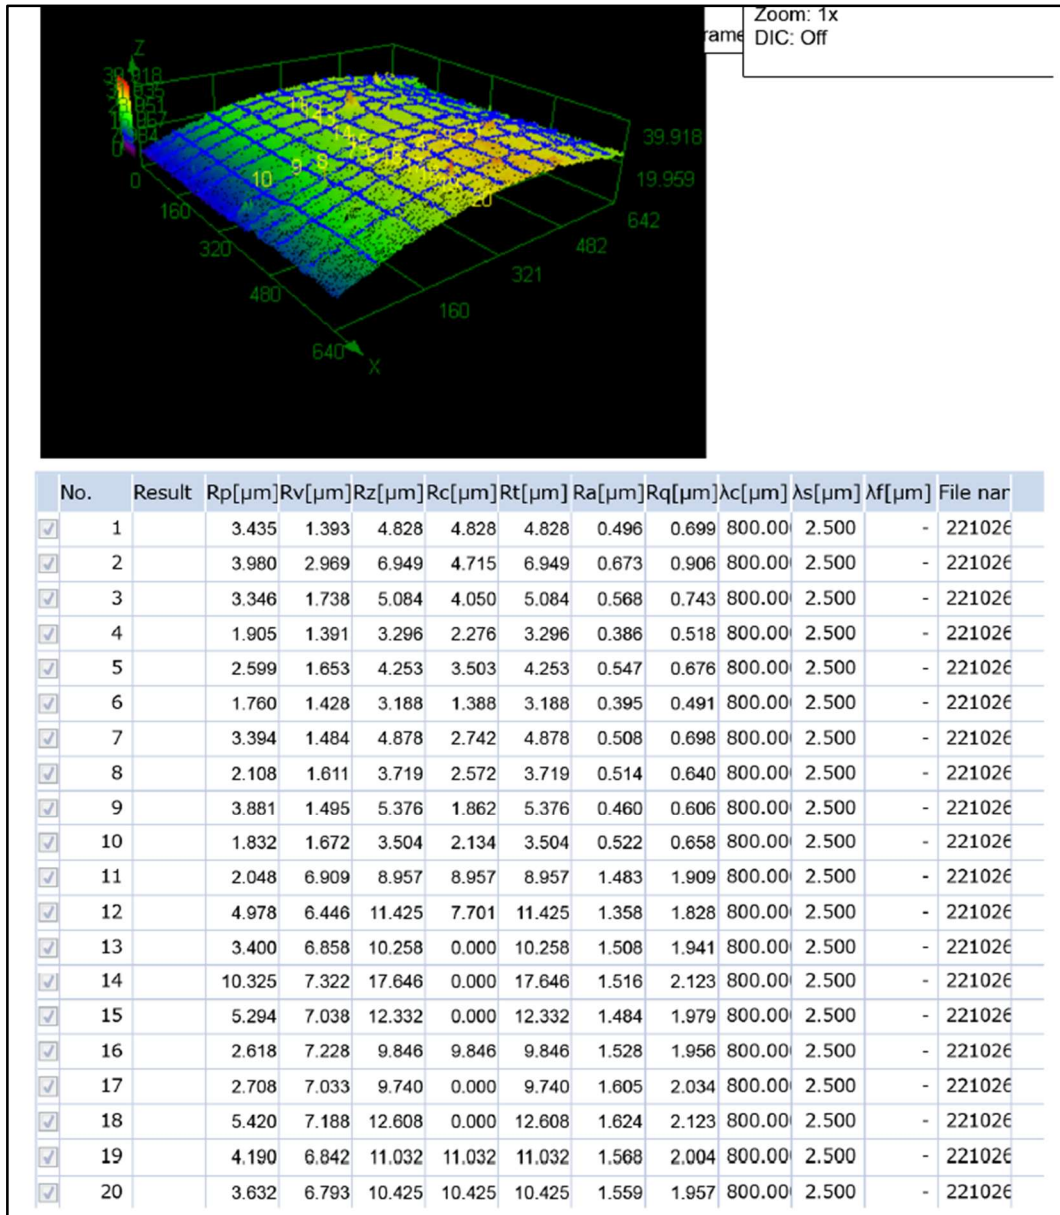 Zoom: 1x
rame DIC: Off
Z
39.918
0
39.918
19.959
0
160
320
480
640
X
160
321
482
642
10 9 8
20
No. Result Rp[µm] Rv[µm] Rz[µm] Rc[µm] Rt[µm] Ra[µm] Rq[µm] λc[µm] λs[µm] λf[µm] File nar
1 3.435 1.393 4.828 4.828 4.828 0.496 0.699 800.00 2.500 - 221026
2 3.980 2.969 6.949 4.715 6.949 0.673 0.906 800.00 2.500 - 221026
3 3.346 1.738 5.084 4.050 5.084 0.568 0.743 800.00 2.500 - 221026
4 1.905 1.391 3.296 2.276 3.296 0.386 0.518 800.00 2.500 - 221026
5 2.599 1.653 4.253 3.503 4.253 0.547 0.676 800.00 2.500 - 221026
6 1.760 1.428 3.188 1.388 3.188 0.395 0.491 800.00 2.500 - 221026
7 3.394 1.484 4.878 2.742 4.878 0.508 0.698 800.00 2.500 - 221026
8 2.108 1.611 3.719 2.572 3.719 0.514 0.640 800.00 2.500 - 221026
9 3.881 1.495 5.376 1.862 5.376 0.460 0.606 800.00 2.500 - 221026
10 1.832 1.672 3.504 2.134 3.504 0.522 0.658 800.00 2.500 - 221026
11 2.048 6.909 8.957 8.957 8.957 1.483 1.909 800.00 2.500 - 221026
12 4.978 6.446 11.425 7.701 11.425 1.358 1.828 800.00 2.500 - 221026
13 3.400 6.858 10.258 0.000 10.258 1.508 1.941 800.00 2.500 - 221026
14 10.325 7.322 17.646 0.000 17.646 1.516 2.123 800.00 2.500 - 221026
15 5.294 7.038 12.332 0.000 12.332 1.484 1.979 800.00 2.500 - 221026
16 2.618 7.228 9.846 9.846 9.846 1.528 1.956 800.00 2.500 - 221026
17 2.708 7.033 9.740 0.000 9.740 1.605 2.034 800.00 2.500 - 221026
18 5.420 7.188 12.608 0.000 12.608 1.624 2.123 800.00 2.500 - 221026
19 4.190 6.842 11.032 11.032 11.032 1.568 2.004 800.00 2.500 - 221026
20 3.632 6.793 10.425 10.425 10.425 1.559 1.957 800.00 2.500 - 221026